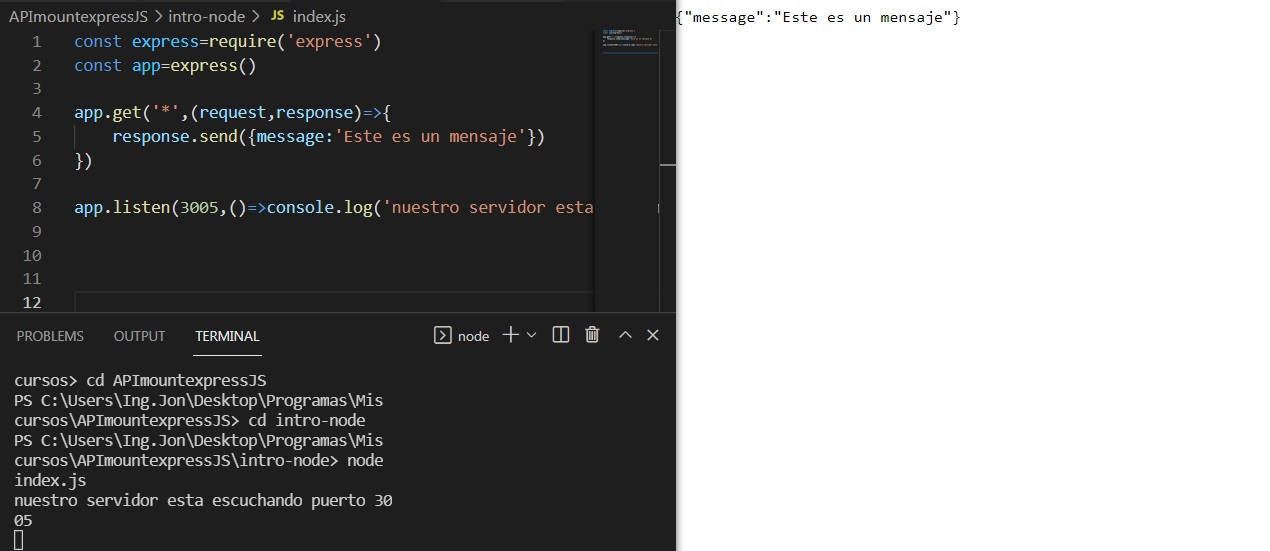 APImountexpressJS > intro-node > JS index.js
1 const express=require('express')
2 const app=express()
3
4 app.get('*',(request,response)=>{
5 response.send({message:'Este es un mensaje'})
6 })
7
8 app.listen(3005,()=>console.log('nuestro servidor esta
9
10
11
12
PROBLEMS OUTPUT TERMINAL node
cursos> cd APImountexpressJS
PS C:\Users\Ing.Jon\Desktop\Programas\Mis
cursos\APImountexpressJS> cd intro-node
PS C:\Users\Ing.Jon\Desktop\Programas\Mis
cursos\APImountexpressJS\intro-node> node
index.js
nuestro servidor esta escuchando puerto 30
05
{"message":"Este es un mensaje"}